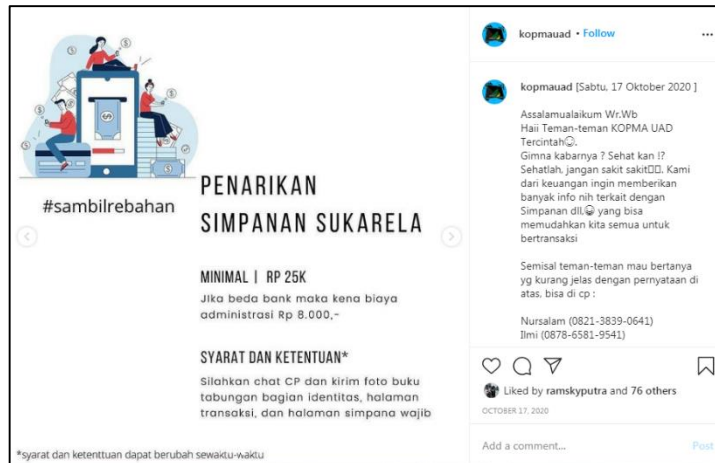 #sambilrebahan
PENARIKAN
SIMPANAN SUKARELA
MINIMAL | RP 25K
JIka beda bank maka kena biaya
administrasi Rp 8.000,-
SYARAT DAN KETENTUAN*
Silahkan chat CP dan kirim foto buku
tabungan bagian identitas, halaman
transaksi, dan halaman simpana wajib
*syarat dan ketenttuan dapat berubah sewaktu-waktu
kopmauad • Follow
kopmauad [Sabtu, 17 Oktober 2020 ]
Assalamualaikum Wr.Wb
Haii Teman-teman KOPMA UAD
Tercintah☺.
Gimna kabarnya ? Sehat kan !?
Sehatlah, jangan sakit sakit▯▯. Kami
dari keuangan ingin memberikan
banyak info nih terkait dengan
Simpanan dll,😀 yang bisa
memudahkan kita semua untuk
bertransaksi
Semisal teman-teman mau bertanya
yg kurang jelas dengan pernyataan di
atas, bisa di cp :
Nursalam (0821-3839-0641)
Ilmi (0878-6581-9541)
Liked by ramskyputra and 76 others
OCTOBER 17, 2020
Add a comment... Post